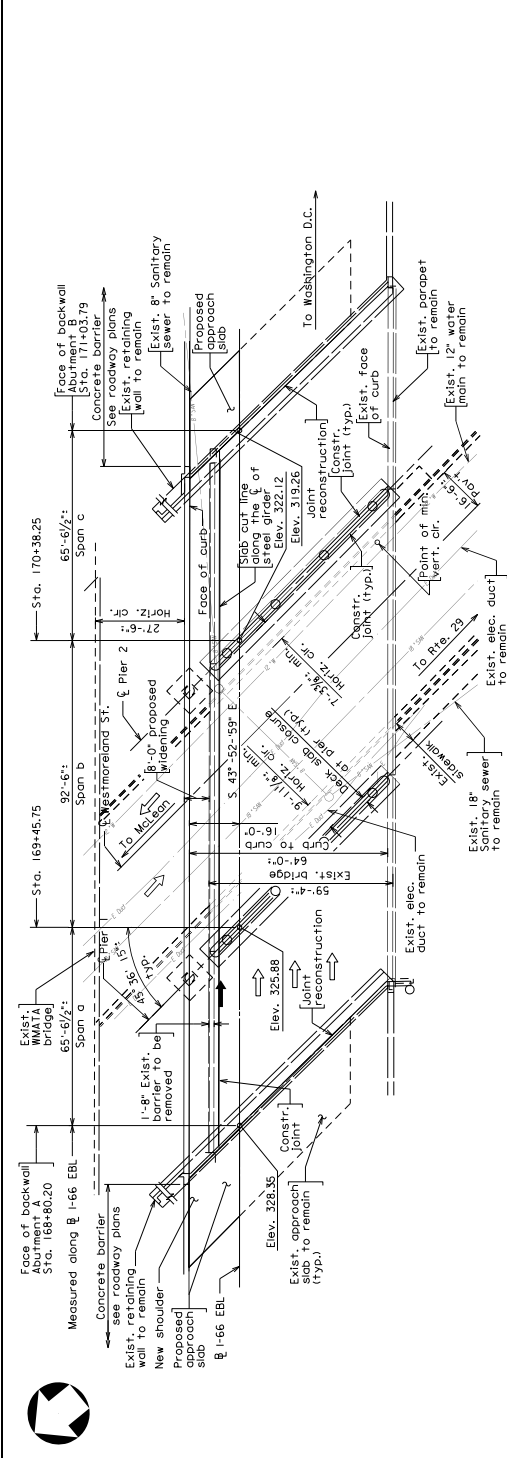 Face of backwall
Abutment A
Sta. 168+80.20
Measured along B I-66 EBL
65'-6½"±
Span a
Sta. 169+45.75
92'-6"±
Span b
Sta. 170+38.25
65'-6½"±
Span c
Face of backwall
Abutment B
Sta. 171+03.79
Concrete barrier
see roadway plans
Exist. retaining
wall to remain
New shoulder
Proposed
approach
slab
B I-66 EBL
Exist.
WMATA
bridge
℄ Pier 1
45° 36' 15"
typ.
1'-8" Exist.
barrier to be
removed
℄ Westmoreland St.
To McLean
℄ Pier 2
27'-6"±
Horiz. clr.
8'-0" proposed
widening
S 43° -52 -59" E
Face of curb
Concrete barrier
See roadway plans
Exist. retaining
wall to remain
Exist. 8" Sanitary
sewer to remain
Proposed
approach
slab
Slab cut line
along the ℄ of
steel girder
Elev. 322.12
Elev. 319.26
Joint
reconstruction
Constr.
joint (typ.)
To Washington D.C.
Elev. 328.35
Constr.
joint
Exist. approach
slab to remain
(typ.)
Elev. 325.88
Joint
reconstruction
59'-4"±
Exist. bridge
64'-0"±
Curb to curb
16'-0"±
9'-11⅛"± min.
Horiz. clr.
Deck slab closure
at pier (typ.)
7'-3⅜"± min.
Horiz. clr.
Constr.
joint (typ.)
Exist. face
of curb
Exist. parapet
to remain
Exist. 12" water
main to remain
16'-6"±
Pav't
Point of min.
vert. clr.
Exist. elec. duct
to remain
To Rte. 29
Exist.
sidewalk
Exist. 18"
Sanitary sewer
to remain
Exist. elec.
duct to remain